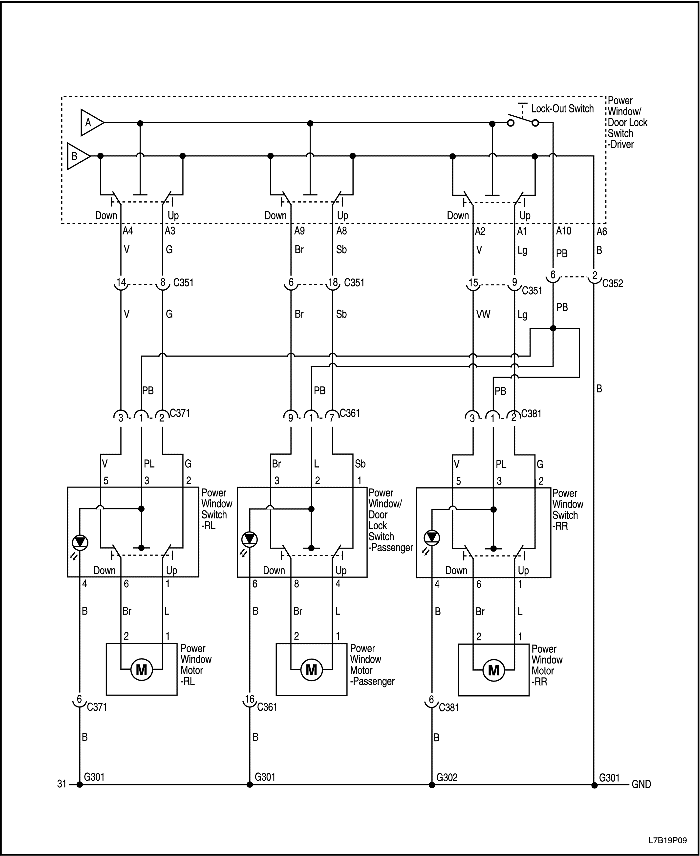 Lock-Out Switch
Power
Window/
Door Lock
Switch
-Driver
A
B
Down Up Down Up Down Up
A4 A3 A9 A8 A2 A1 A10 A6
V G Br Sb V Lg PB B
14 8 C351 6 18 C351 15 9 C351 6 2 C352
V G Br Sb VW Lg PB
PB PB PB B
3 1 2 C371 9 1 7 C361 3 1 2 C381
V PL G Br L Sb V PL G
5 3 2 3 2 1 5 3 2
Power
Window
Switch
-RL
Power
Window/
Door
Lock
Switch
-Passenger
Power
Window
Switch
-RR
Down Up Down Up Down Up
4 6 1 6 8 4 4 6 1
B Br L B Br L B Br L
2 1 2 1 2 1
M
Power
Window
Motor
-RL
M
Power
Window
Motor
-Passenger
M
Power
Window
Motor
-RR
6 C371 16 C361 6 C381
B B B
31 G301 G301 G302 G301 GND
L7B19P09